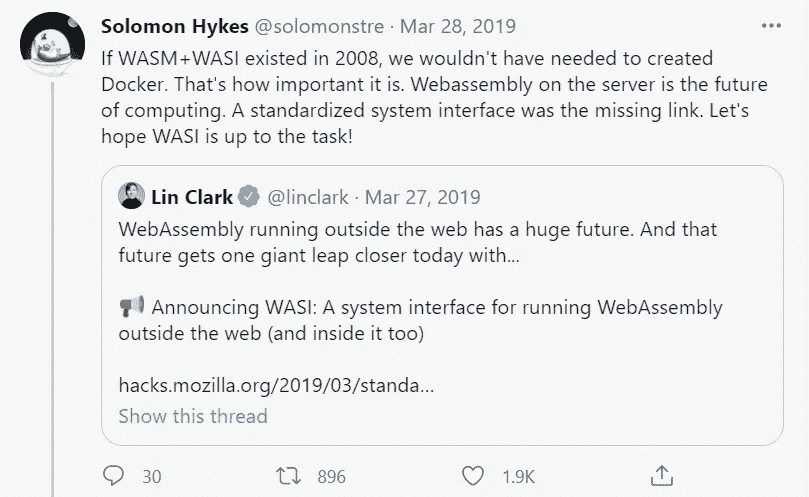 Solomon Hykes @solomonstre · Mar 28, 2019
If WASM+WASI existed in 2008, we wouldn't have needed to created
Docker. That's how important it is. Webassembly on the server is the future
of computing. A standardized system interface was the missing link. Let's
hope WASI is up to the task!
Lin Clark @linclark · Mar 27, 2019
WebAssembly running outside the web has a huge future. And that
future gets one giant leap closer today with...
📢 Announcing WASI: A system interface for running WebAssembly
outside the web (and inside it too)
hacks.mozilla.org/2019/03/standa...
Show this thread
30 896 1.9K